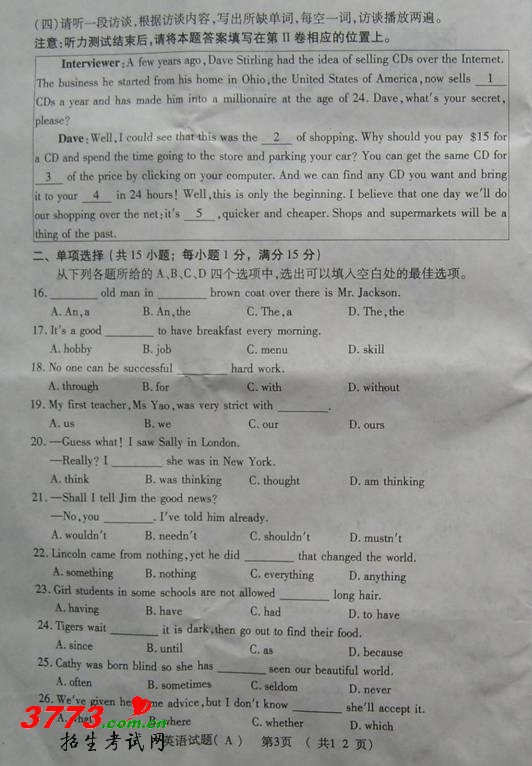 (四)请听一段访谈,根据访谈内容,写出所缺单词,每空一词,访谈播放两遍。
注意:听力测试结束后,请将本题答案填写在第 II 卷相应的位置上。
Interviewer: A few years ago, Dave Stirling had the idea of selling CDs over the Internet.
The business he started from his home in Ohio, the United States of America, now sells 1
CDs a year and has made him into a millionaire at the age of 24. Dave, what's your secret,
please?
Dave: Well, I could see that this was the 2 of shopping. Why should you pay $15 for
a CD and spend the time going to the store and parking your car? You can get the same CD for
3 of the price by clicking on your computer. And we can find any CD you want and bring
it to your 4 in 24 hours! Well, this is only the beginning. I believe that one day we'll do
our shopping over the net; it's 5 , quicker and cheaper. Shops and supermarkets will be a
thing of the past.
二、单项选择(共 15 小题;每小题 1 分,满分 15 分)
从下列各题所给的 A、B、C、D 四个选项中,选出可以填入空白处的最佳选项。
16. ________ old man in ________ brown coat over there is Mr. Jackson.
A. An, a B. An, the C. The, a D. The, the
17. It's a good ________ to have breakfast every morning.
A. hobby B. job C. menu D. skill
18. No one can be successful ________ hard work.
A. through B. for C. with D. without
19. My first teacher, Ms Yao, was very strict with ________.
A. us B. we C. our D. ours
20. —Guess what! I saw Sally in London.
—Really? I ________ she was in New York.
A. think B. was thinking C. thought D. am thinking
21. —Shall I tell Jim the good news?
—No, you ________. I've told him already.
A. wouldn't B. needn't C. shouldn't D. mustn't
22. Lincoln came from nothing, yet he did ________ that changed the world.
A. something B. nothing C. everything D. anything
23. Girl students in some schools are not allowed ________ long hair.
A. having B. have C. had D. to have
24. Tigers wait ________ it is dark, then go out to find their food.
A. since B. until C. as D. because
25. Cathy was born blind so she has ________ seen our beautiful world.
A. often B. sometimes C. seldom D. never
26. We've given her some advice, but I don't know ________ she'll accept it.
A. what B. where C. whether D. which
3773.com.cn
招生考试网
英语试题( A ) 第3页 (共1 2 页)